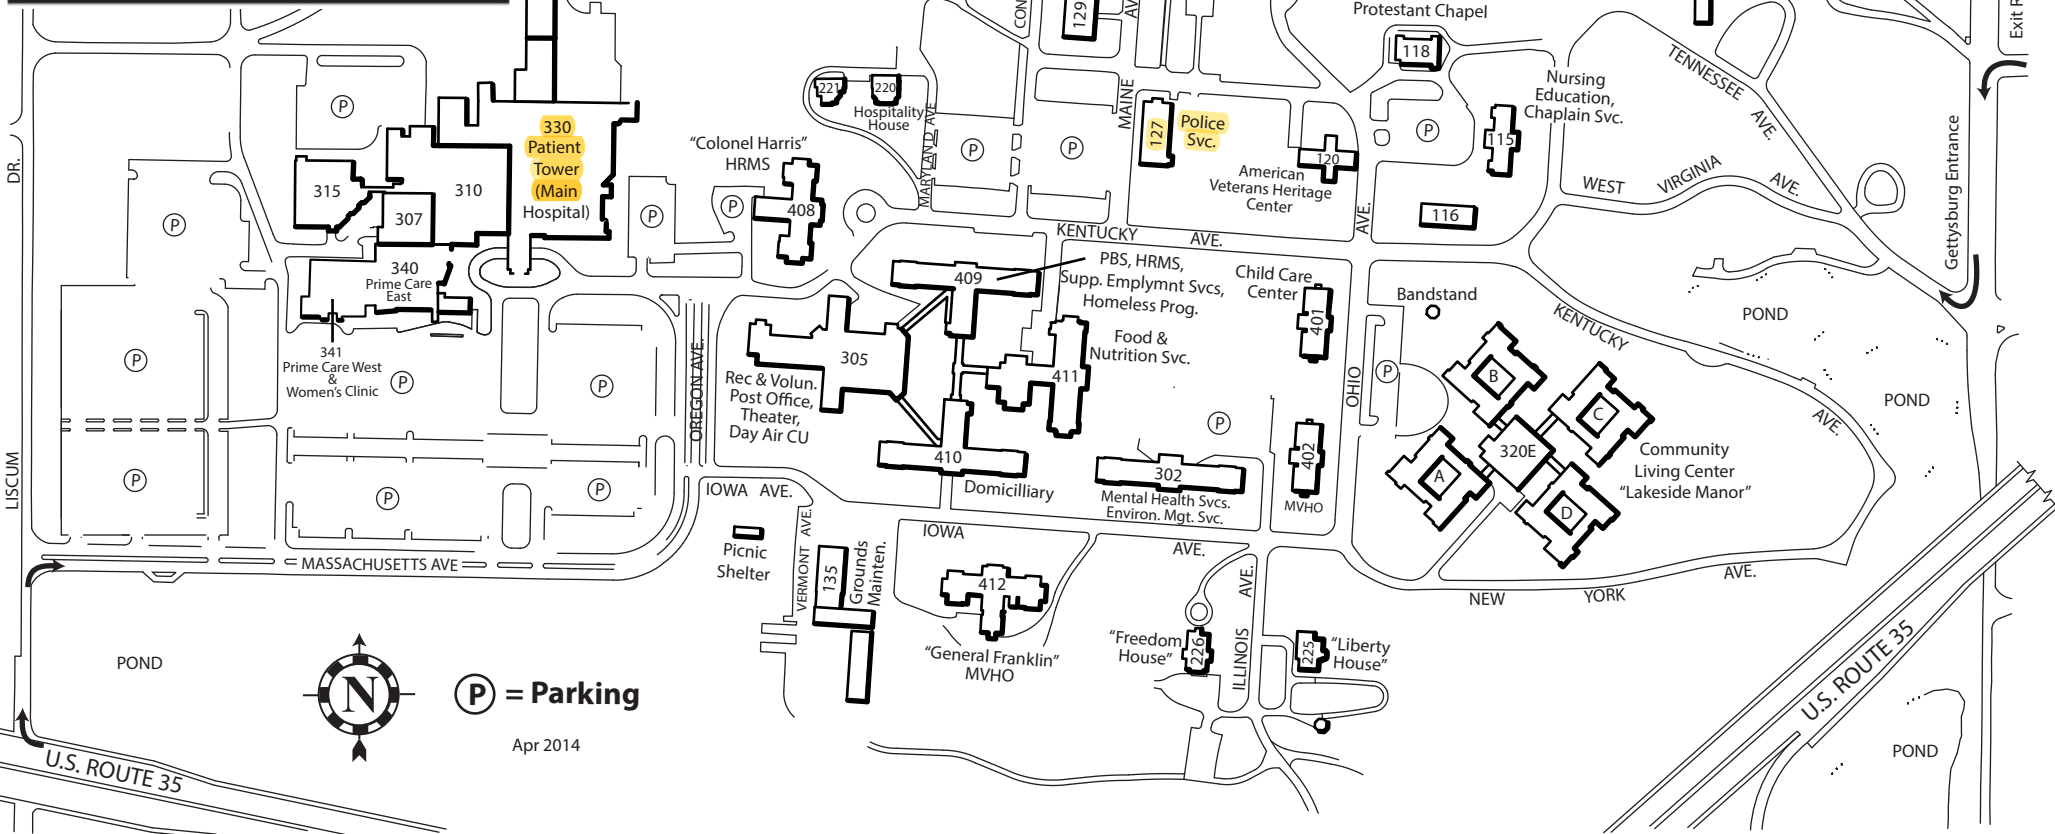 129
CON
AV
Protestant Chapel
118
Exit R
TENNESSEE
AVE.
Nursing
Education,
Chaplain Svc.
115
221
220
Hospitality
House
MARYLAND AVE
MAINE
127
Police
Svc.
120
American
Veterans Heritage
Center
AVE.
116
WEST
VIRGINIA
AVE.
Gettysburg Entrance
P
330
Patient
Tower
(Main
Hospital)
315
310
307
340
Prime Care
East
341
Prime Care West
&
Women's Clinic
P
P
P
P
P
"Colonel Harris"
HRMS
408
KENTUCKY
AVE.
409
PBS, HRMS,
Supp. Emplymnt Svcs,
Homeless Prog.
Child Care
Center
401
Bandstand
P
DR.
LISCUM
P
P
P
P
P
P
OREGON AVE.
305
Rec & Volun.
Post Office,
Theater,
Day Air CU
Food &
Nutrition Svc.
411
410
Domicilliary
P
302
Mental Health Svcs.
Environ. Mgt. Svc.
402
MVHO
OHIO
P
KENTUCKY
AVE.
POND
POND
B
C
320E
A
D
Community
Living Center
"Lakeside Manor"
IOWA AVE.
IOWA
AVE.
MASSACHUSETTS AVE
Picnic
Shelter
VERMONT AVE.
135
Grounds
Mainten.
412
"General Franklin"
MVHO
"Freedom
House"
226
ILLINOIS
AVE.
225
"Liberty
House"
NEW
YORK
AVE.
U.S. ROUTE 35
POND
POND
N
P = Parking
Apr 2014
U.S. ROUTE 35